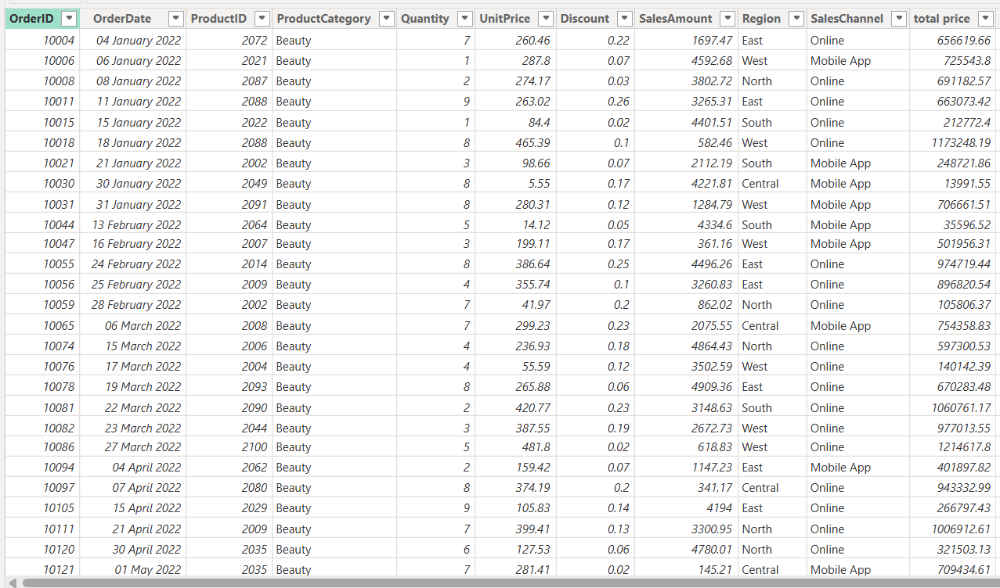 OrderID OrderDate ProductID ProductCategory Quantity UnitPrice Discount SalesAmount Region SalesChannel total price
10004 04 January 2022 2072 Beauty 7 260.46 0.22 1697.47 East Online 656619.66
10006 06 January 2022 2021 Beauty 1 287.8 0.07 4592.68 West Mobile App 725543.8
10008 08 January 2022 2087 Beauty 2 274.17 0.03 3802.72 North Online 691182.57
10011 11 January 2022 2088 Beauty 9 263.02 0.26 3265.31 East Online 663073.42
10015 15 January 2022 2022 Beauty 1 84.4 0.02 4401.51 South Online 212772.4
10018 18 January 2022 2088 Beauty 8 465.39 0.1 582.46 West Online 1173248.19
10021 21 January 2022 2002 Beauty 3 98.66 0.07 2112.19 South Mobile App 248721.86
10030 30 January 2022 2049 Beauty 8 5.55 0.17 4221.81 Central Mobile App 13991.55
10031 31 January 2022 2091 Beauty 8 280.31 0.12 1284.79 West Mobile App 706661.51
10044 13 February 2022 2064 Beauty 5 14.12 0.05 4334.6 South Mobile App 35596.52
10047 16 February 2022 2007 Beauty 3 199.11 0.17 361.16 West Mobile App 501956.31
10055 24 February 2022 2014 Beauty 8 386.64 0.25 4496.26 East Online 974719.44
10056 25 February 2022 2009 Beauty 4 355.74 0.1 3260.83 East Online 896820.54
10059 28 February 2022 2002 Beauty 7 41.97 0.2 862.02 North Online 105806.37
10065 06 March 2022 2008 Beauty 7 299.23 0.23 2075.55 Central Mobile App 754358.83
10074 15 March 2022 2006 Beauty 4 236.93 0.18 4864.43 North Online 597300.53
10076 17 March 2022 2004 Beauty 4 55.59 0.12 3502.59 West Online 140142.39
10078 19 March 2022 2093 Beauty 8 265.88 0.06 4909.36 East Online 670283.48
10081 22 March 2022 2090 Beauty 2 420.77 0.23 3148.63 South Online 1060761.17
10082 23 March 2022 2044 Beauty 3 387.55 0.19 2672.73 West Online 977013.55
10086 27 March 2022 2100 Beauty 5 481.8 0.02 618.83 West Online 1214617.8
10094 04 April 2022 2062 Beauty 2 159.42 0.07 1147.23 East Mobile App 401897.82
10097 07 April 2022 2080 Beauty 8 374.19 0.2 341.17 Central Online 943332.99
10105 15 April 2022 2029 Beauty 9 105.83 0.14 4194 East Online 266797.43
10111 21 April 2022 2009 Beauty 7 399.41 0.13 3300.95 North Online 1006912.61
10120 30 April 2022 2035 Beauty 6 127.53 0.06 4780.01 North Online 321503.13
10121 01 May 2022 2035 Beauty 7 281.41 0.02 145.21 Central Mobile App 709434.61